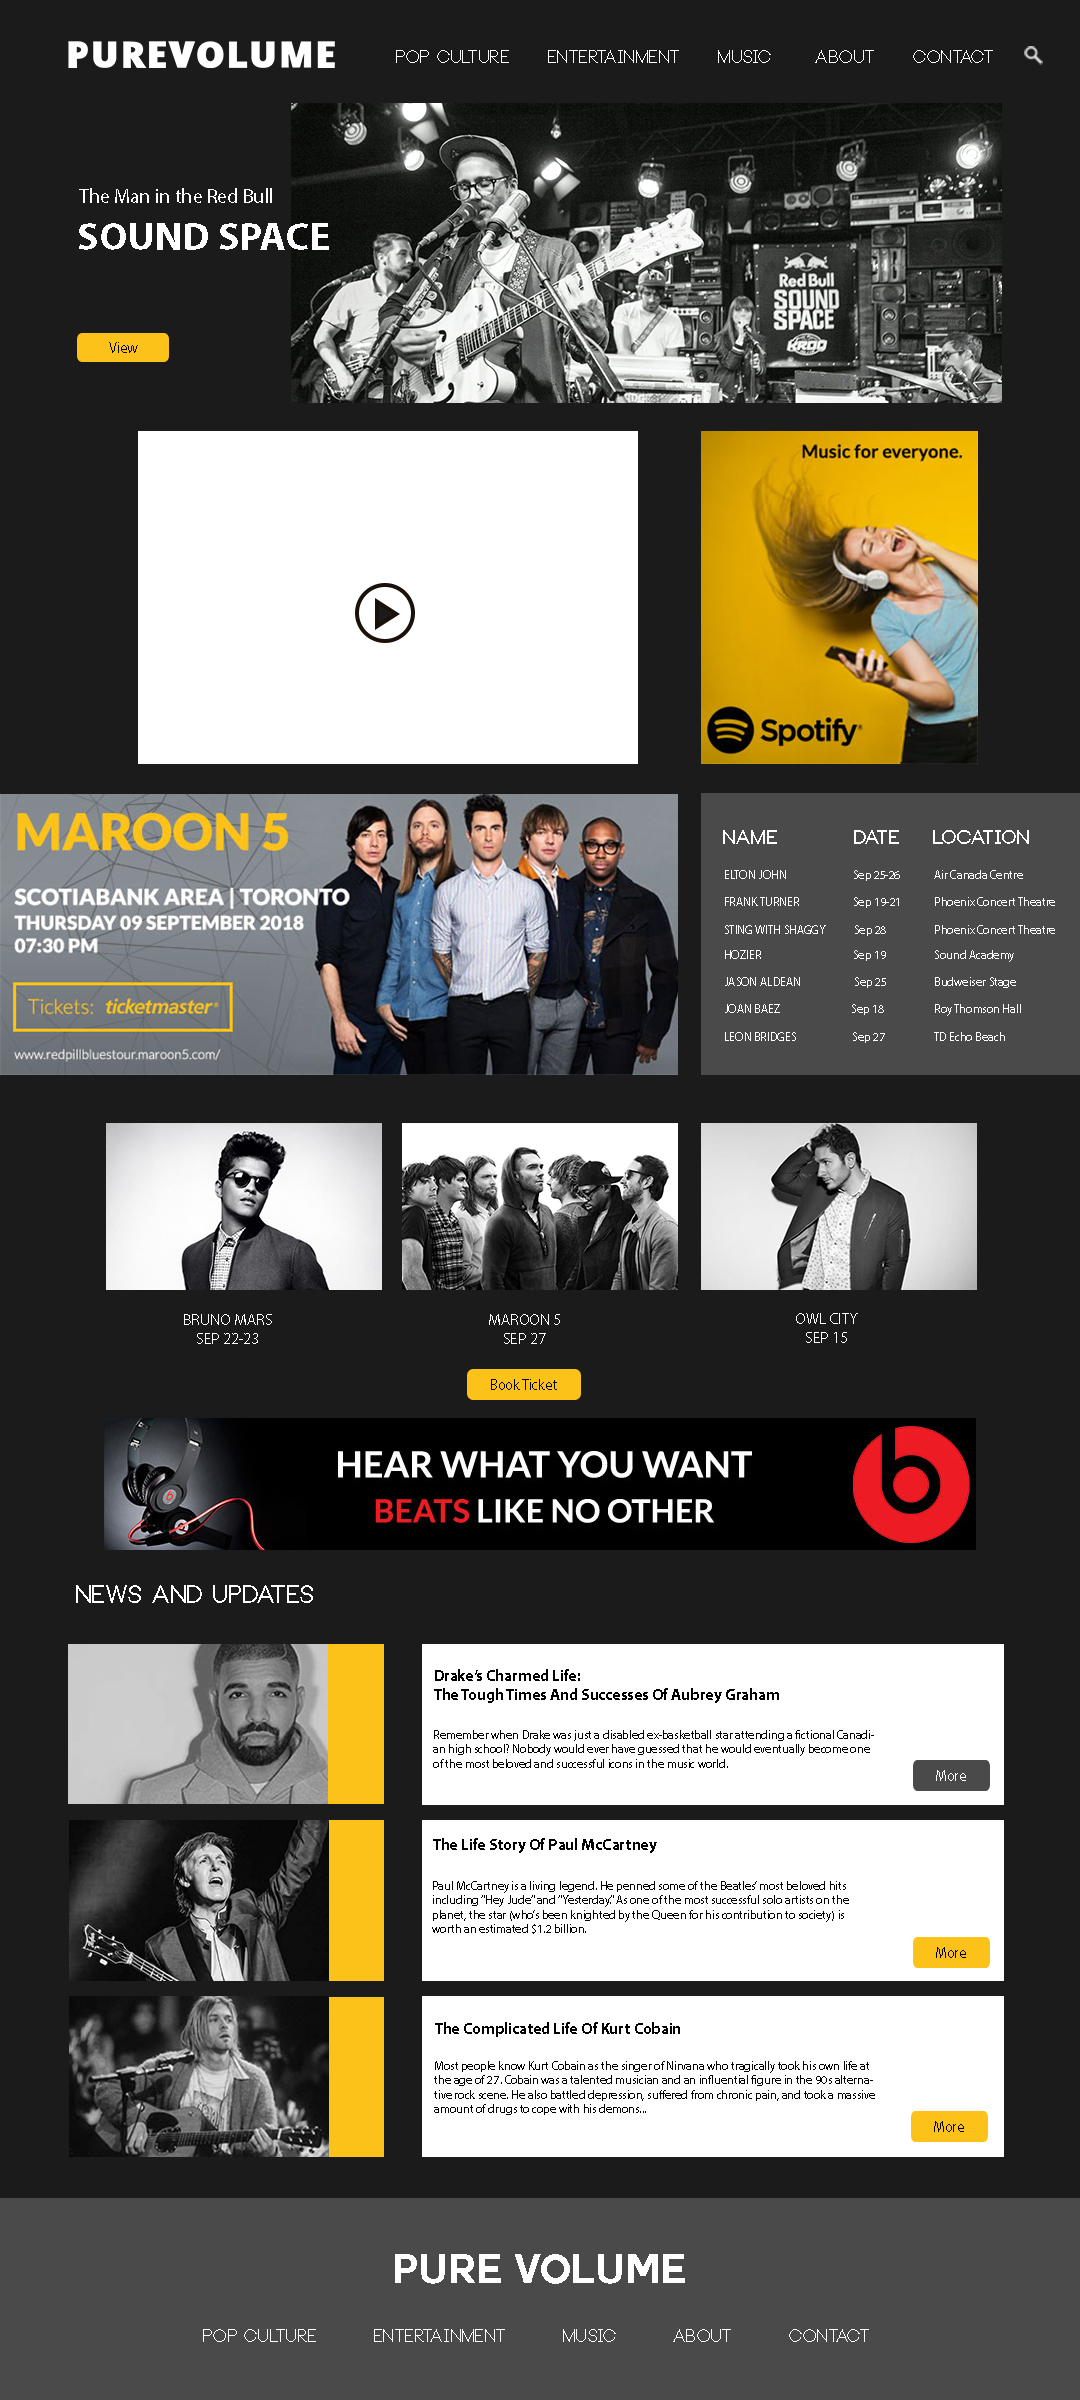 PUREVOLUME
POP CULTURE ENTERTAINMENT MUSIC ABOUT CONTACT
The Man in the Red Bull
SOUND SPACE
View
Red Bull
SOUND
SPACE
KROQ
Music for everyone.
Spotify
MAROON 5
SCOTIABANK AREA | TORONTO
THURSDAY 09 SEPTEMBER 2018
07:30 PM
Tickets: ticketmaster®
www.redpillbluestour.maroon5.com/
NAME DATE LOCATION
ELTON JOHN Sep 25-26 Air Canada Centre
FRANK TURNER Sep 19-21 Phoenix Concert Theatre
STING WITH SHAGGY Sep 28 Phoenix Concert Theatre
HOZIER Sep 19 Sound Academy
JASON ALDEAN Sep 25 Budweiser Stage
JOAN BAEZ Sep 18 Roy Thomson Hall
LEON BRIDGES Sep 27 TD Echo Beach
BRUNO MARS
SEP 22-23
MAROON 5
SEP 27
OWL CITY
SEP 15
Book Ticket
HEAR WHAT YOU WANT
BEATS LIKE NO OTHER
NEWS AND UPDATES
Drake's Charmed Life:
The Tough Times And Successes Of Aubrey Graham
Remember when Drake was just a disabled ex-basketball star attending a fictional Canadi-
an high school? Nobody would ever have guessed that he would eventually become one
of the most beloved and successful icons in the music world.
More
The Life Story Of Paul McCartney
Paul McCartney is a living legend. He penned some of the Beatles' most beloved hits
including "Hey Jude" and "Yesterday." As one of the most successful solo artists on the
planet, the star (who's been knighted by the Queen for his contribution to society) is
worth an estimated $1.2 billion.
More
The Complicated Life Of Kurt Cobain
Most people know Kurt Cobain as the singer of Nirvana who tragically took his own life at
the age of 27. Cobain was a talented musician and an influential figure in the 90s alterna-
tive rock scene. He also battled depression, suffered from chronic pain, and took a massive
amount of drugs to cope with his demons...
More
PURE VOLUME
POP CULTURE ENTERTAINMENT MUSIC ABOUT CONTACT